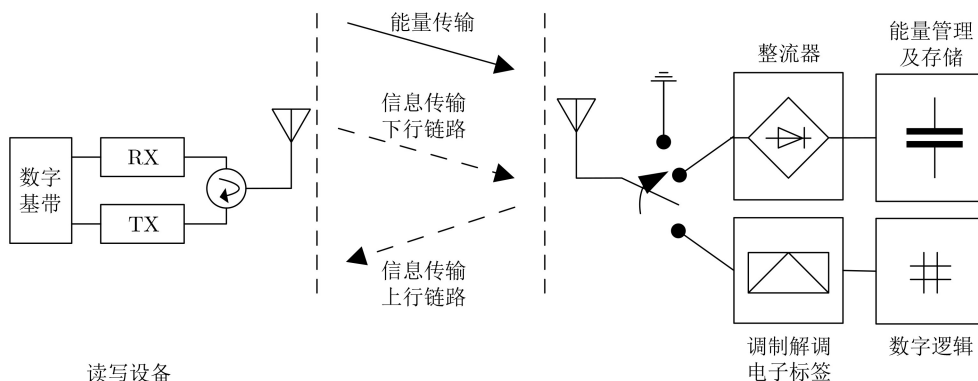 能量传输
信息传输
下行链路
信息传输
上行链路
数字
基带
RX
TX
读写设备
整流器
能量管理
及存储
调制解调
电子标签
数字逻辑